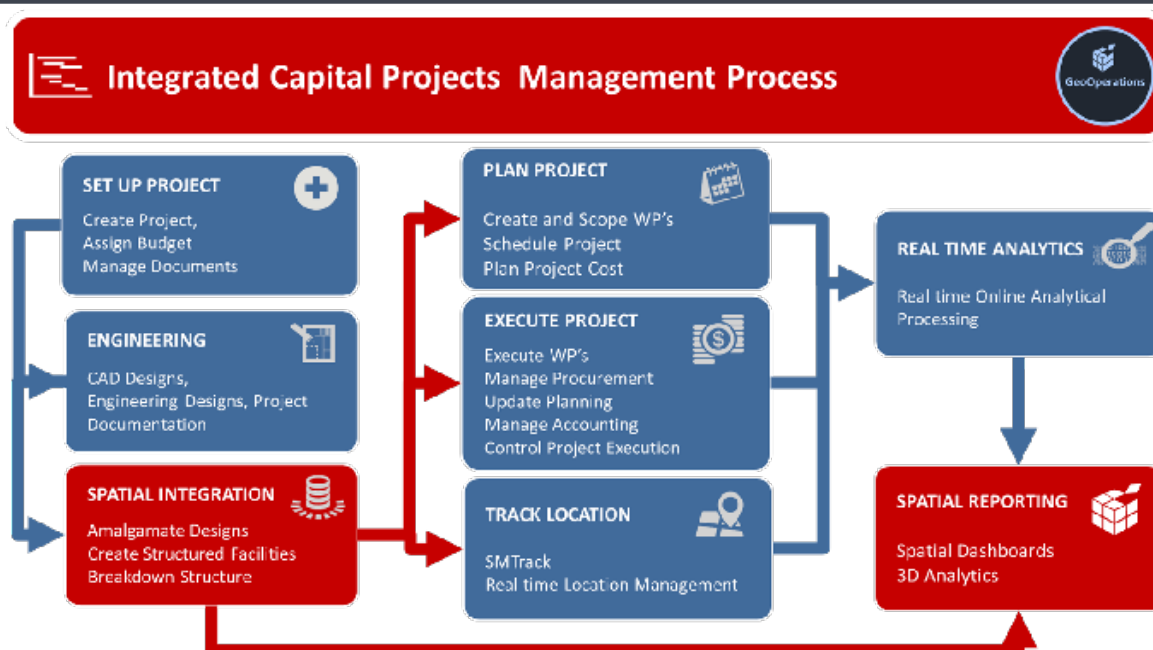 Integrated Capital Projects Management Process
GeoOperations
SET UP PROJECT
Create Project,
Assign Budget
Manage Documents
ENGINEERING
CAD Designs,
Engineering Designs, Project
Documentation
SPATIAL INTEGRATION
Amalgamate Designs
Create Structured Facilities
Breakdown Structure
PLAN PROJECT
Create and Scope WP's
Schedule Project
Plan Project Cost
EXECUTE PROJECT
Execute WP's
Manage Procurement
Update Planning
Manage Accounting
Control Project Execution
TRACK LOCATION
SMTrack
Real time Location Management
REAL TIME ANALYTICS
Real time Online Analytical
Processing
SPATIAL REPORTING
Spatial Dashboards
3D Analytics